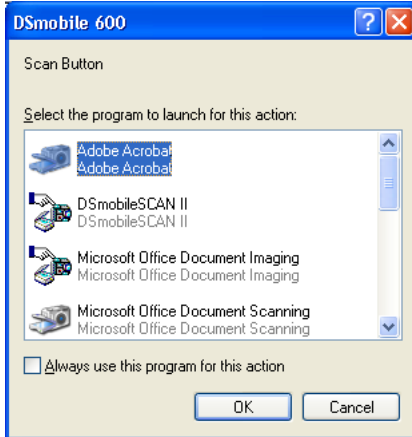 DSmobile 600
Scan Button
Select the program to launch for this action:
Adobe Acrobat
Adobe Acrobat
DSmobileSCAN II
DSmobileSCAN II
Microsoft Office Document Imaging
Microsoft Office Document Imaging
Microsoft Office Document Scanning
Microsoft Office Document Scanning
Always use this program for this action
OK
Cancel